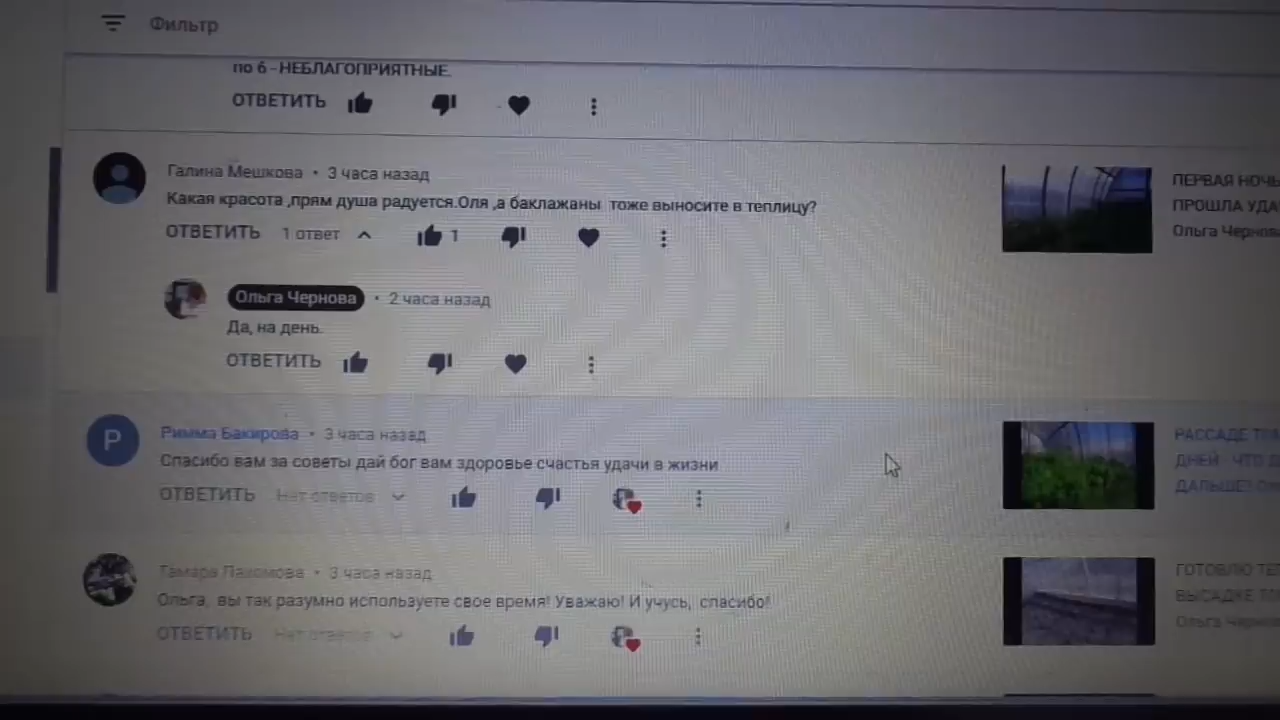 Фильтр
по 6 - НЕБЛАГОПРИЯТНЫЕ.
ОТВЕТИТЬ
Галина Мешкова • 3 часа назад
Какая красота ,прям душа радуется.Оля ,а баклажаны тоже выносите в теплицу?
ОТВЕТИТЬ 1 ответ 1
ПЕРВАЯ НОЧЬ
ПРОШЛА УДА
Ольга Чернов
Ольга Чернова • 2 часа назад
Да, на день.
ОТВЕТИТЬ
Р
Римма Бакирова • 3 часа назад
Спасибо вам за советы дай бог вам здоровье счастья удачи в жизни
ОТВЕТИТЬ Нет ответов
РАССАДЕ
ДНЕЙ - ЧТО
ДАЛЬШЕ?
Тамара Пахомова • 3 часа назад
Ольга, вы так разумно используете свое время! Уважаю! И учусь, спасибо!
ОТВЕТИТЬ Нет ответов
ГОТОВЛЮ ТЕ
ВЫСАДКЕ
Ольга Чернов